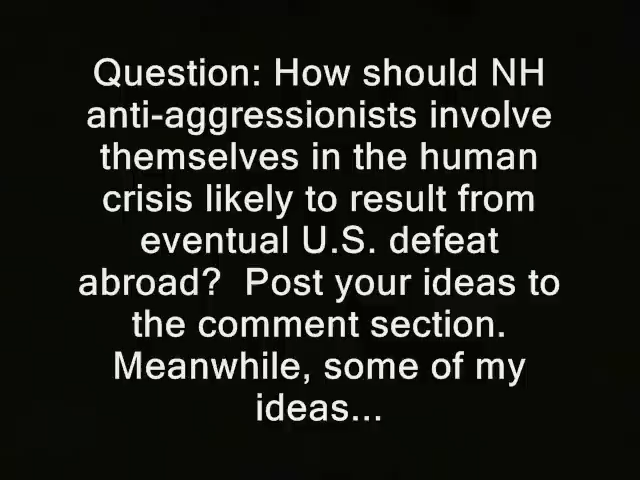 Question: How should NH
anti-aggressionists involve
themselves in the human
crisis likely to result from
eventual U.S. defeat
abroad?  Post your ideas to
the comment section.
Meanwhile, some of my
ideas...